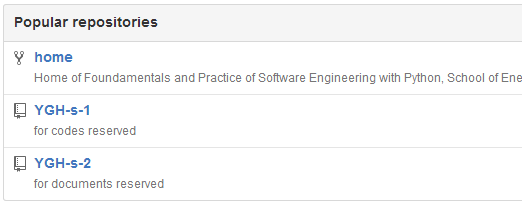 Popular repositories
home
Home of Foundamentals and Practice of Software Engineering with Python, School of Ene
YGH-s-1
for codes reserved
YGH-s-2
for documents reserved